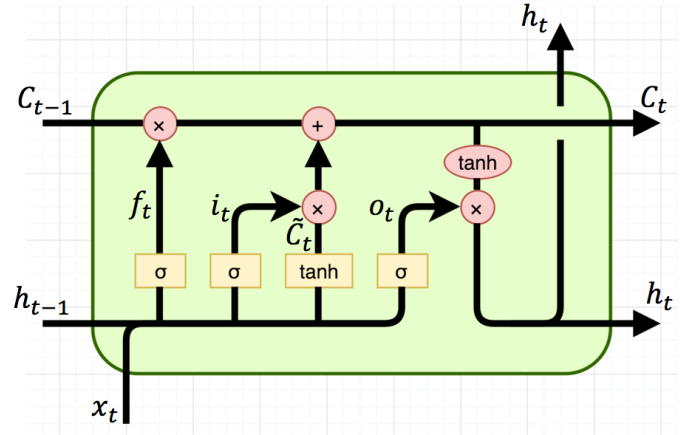 h_t
C_{t-1}
C_t
×
+
tanh
f_t
i_t
×
o_t
×
C̃_t
σ
σ
tanh
σ
h_{t-1}
h_t
x_t